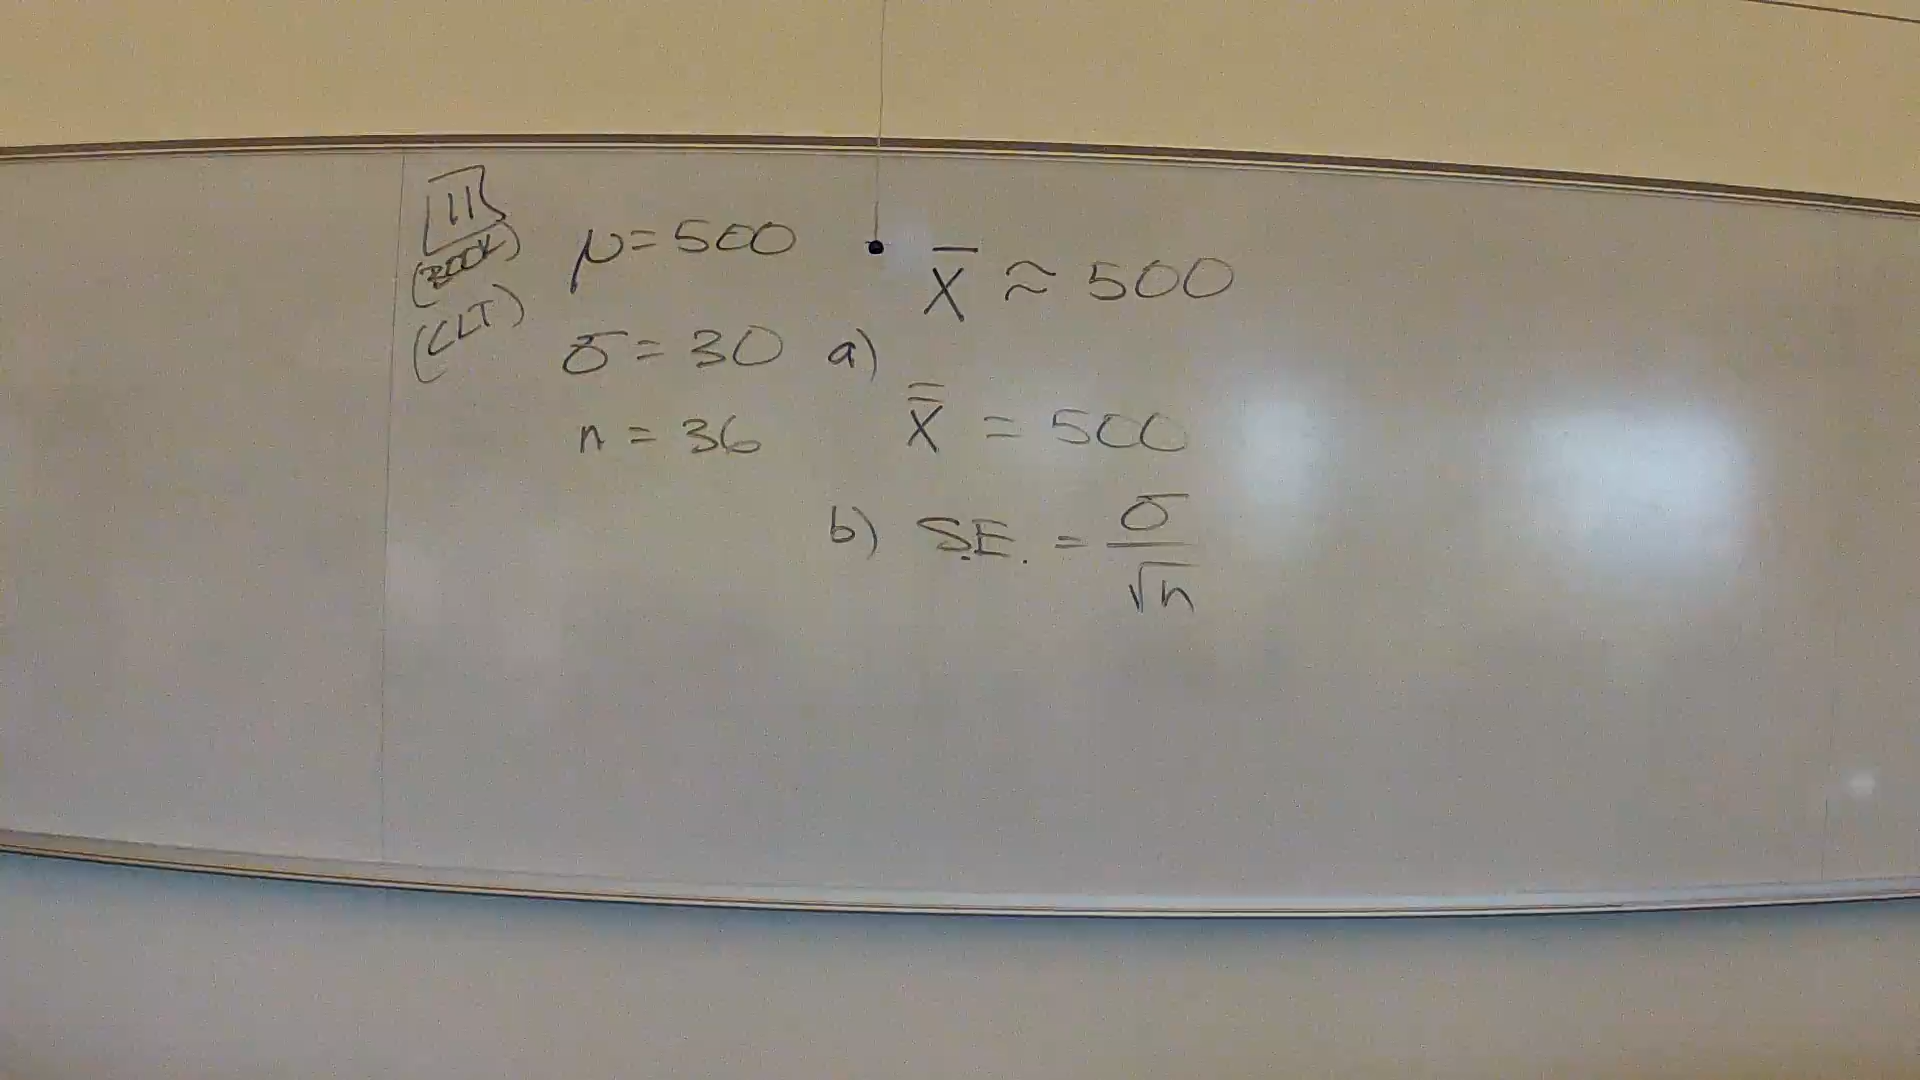 11
(BOOK)
(CLT)
μ = 500
σ = 30
n = 36
x̄ ≈ 500
a)
x̿ = 500
b) S.E. = σ / √n